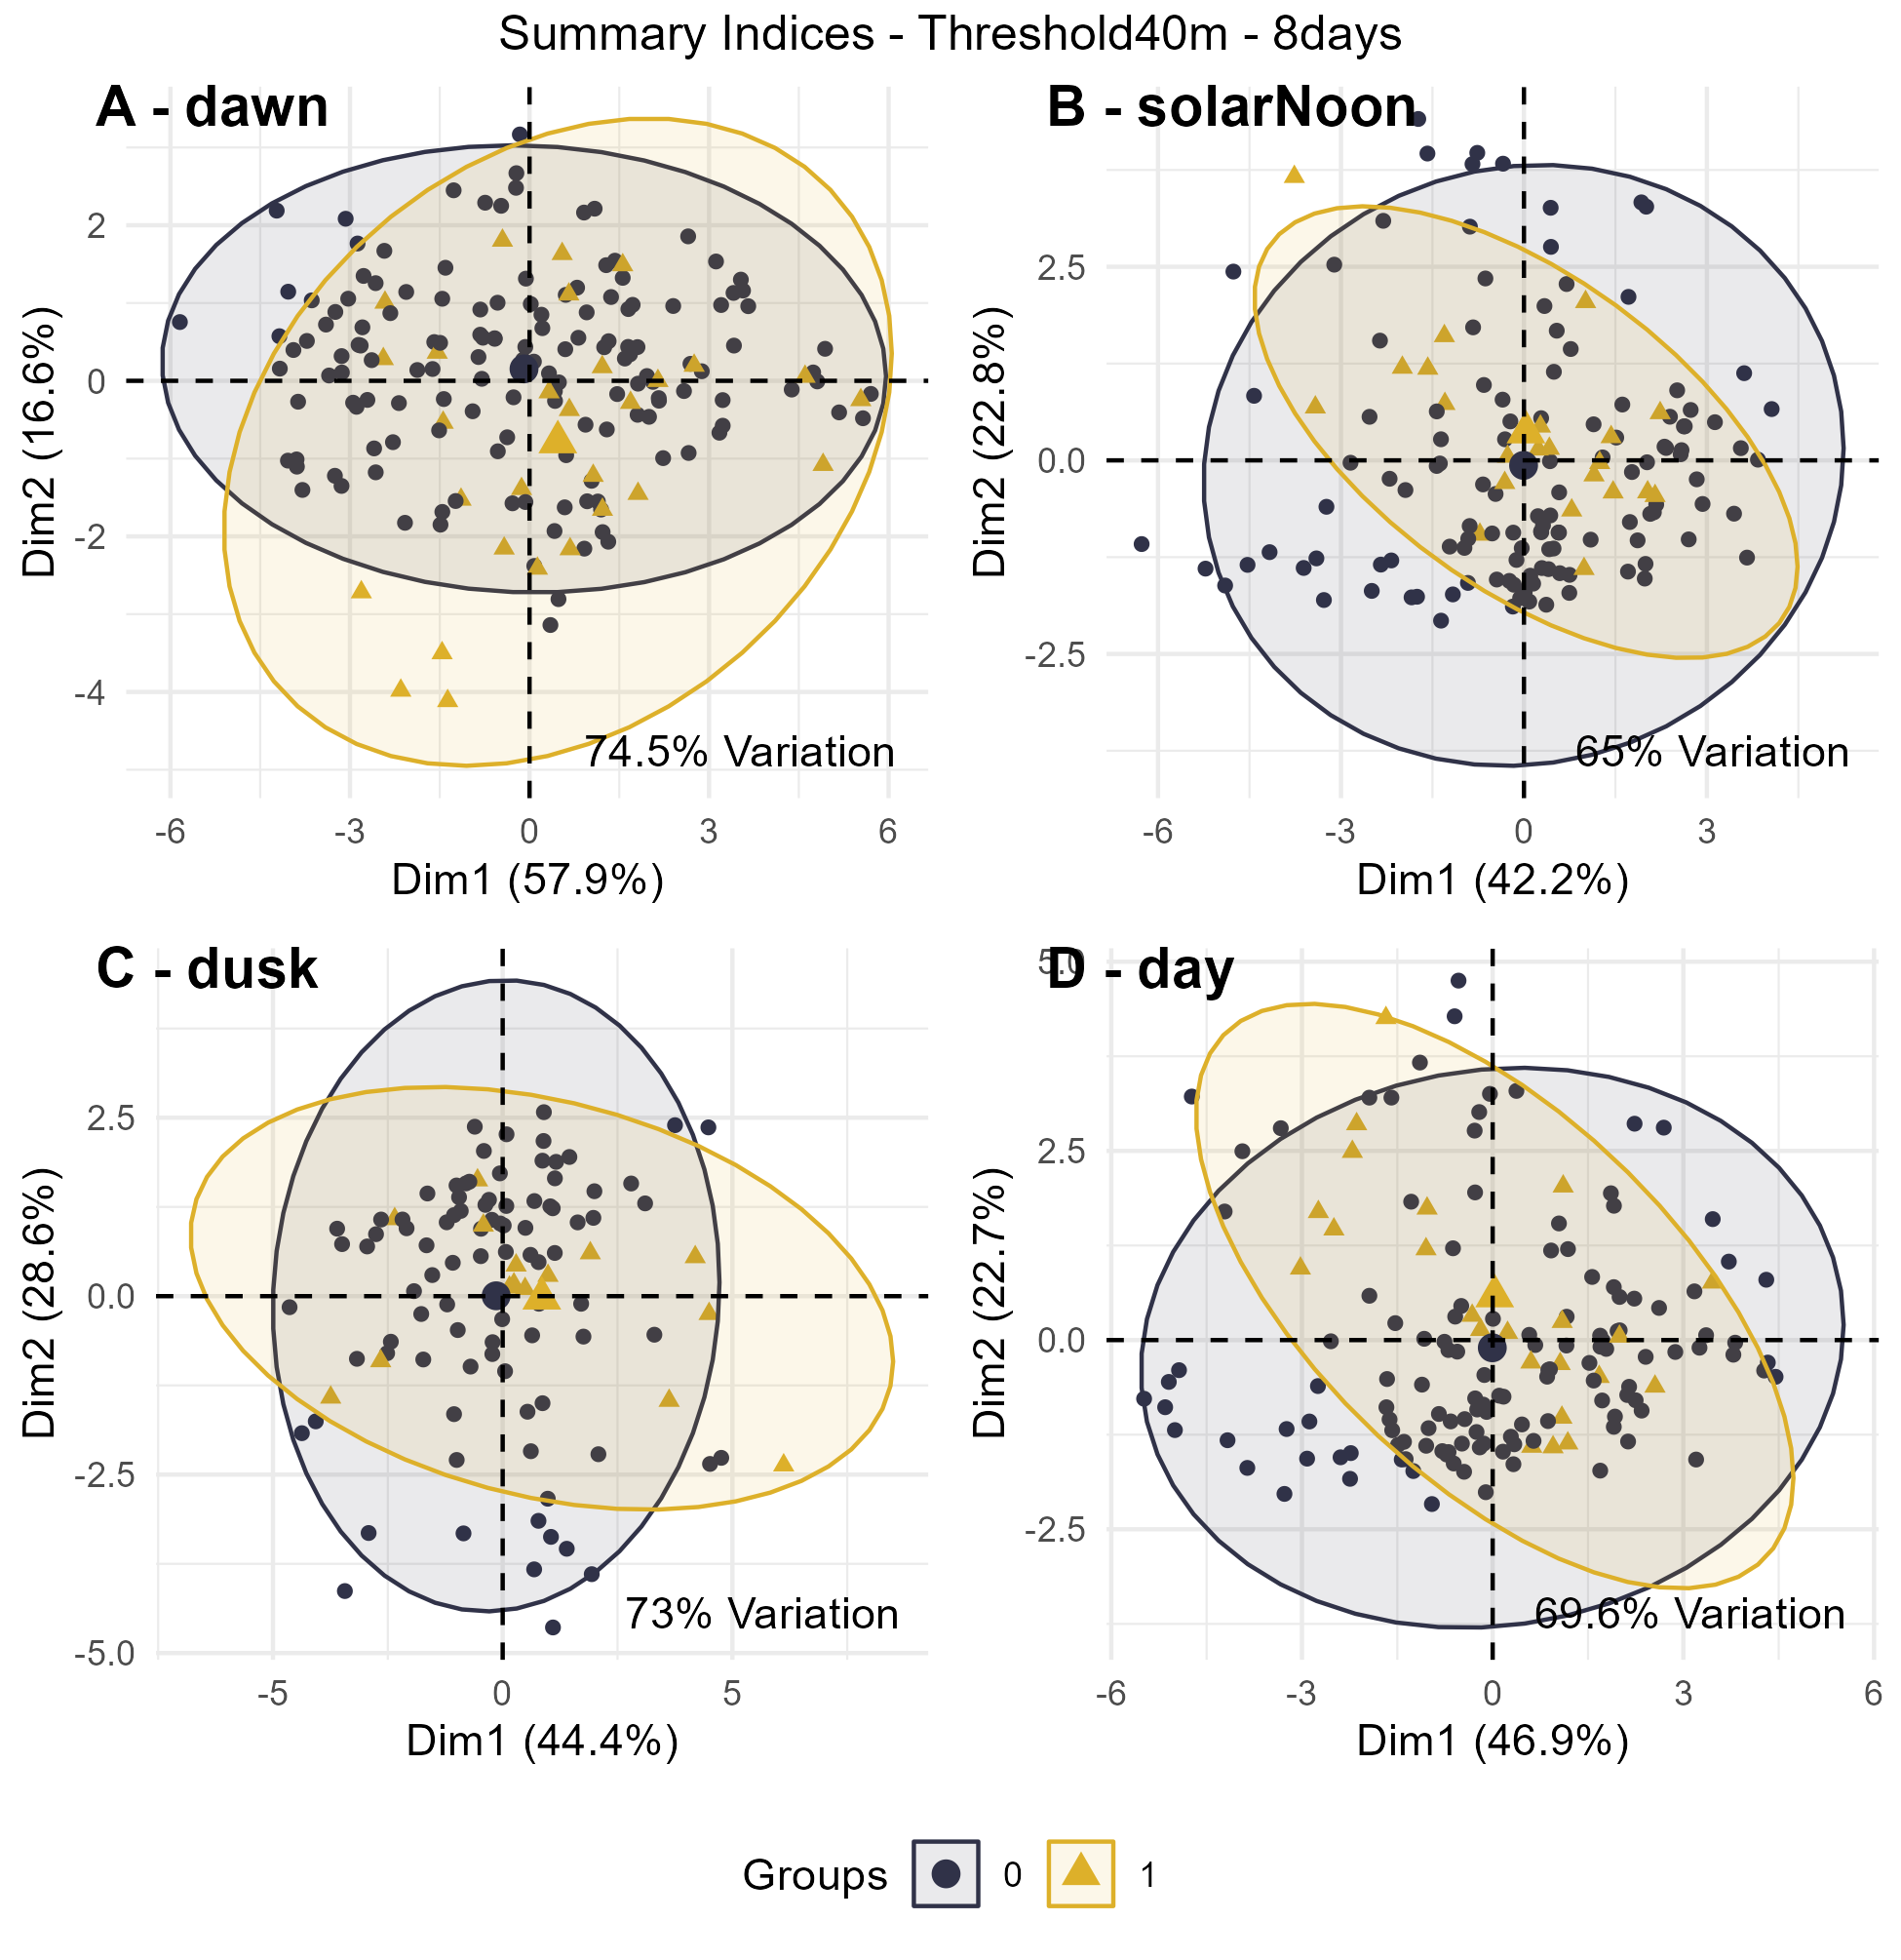 Summary Indices - Threshold40m - 8days
A - dawn
2
0
-2
-4
Dim2 (16.6%)
74.5% Variation
-6 -3 0 3 6
Dim1 (57.9%)
B - solarNoon
2.5
0.0
-2.5
Dim2 (22.8%)
65% Variation
-6 -3 0 3
Dim1 (42.2%)
C - dusk
2.5
0.0
-2.5
-5.0
Dim2 (28.6%)
73% Variation
-5 0 5
Dim1 (44.4%)
D - day
5.0
2.5
0.0
-2.5
Dim2 (22.7%)
69.6% Variation
-6 -3 0 3 6
Dim1 (46.9%)
Groups 0 1